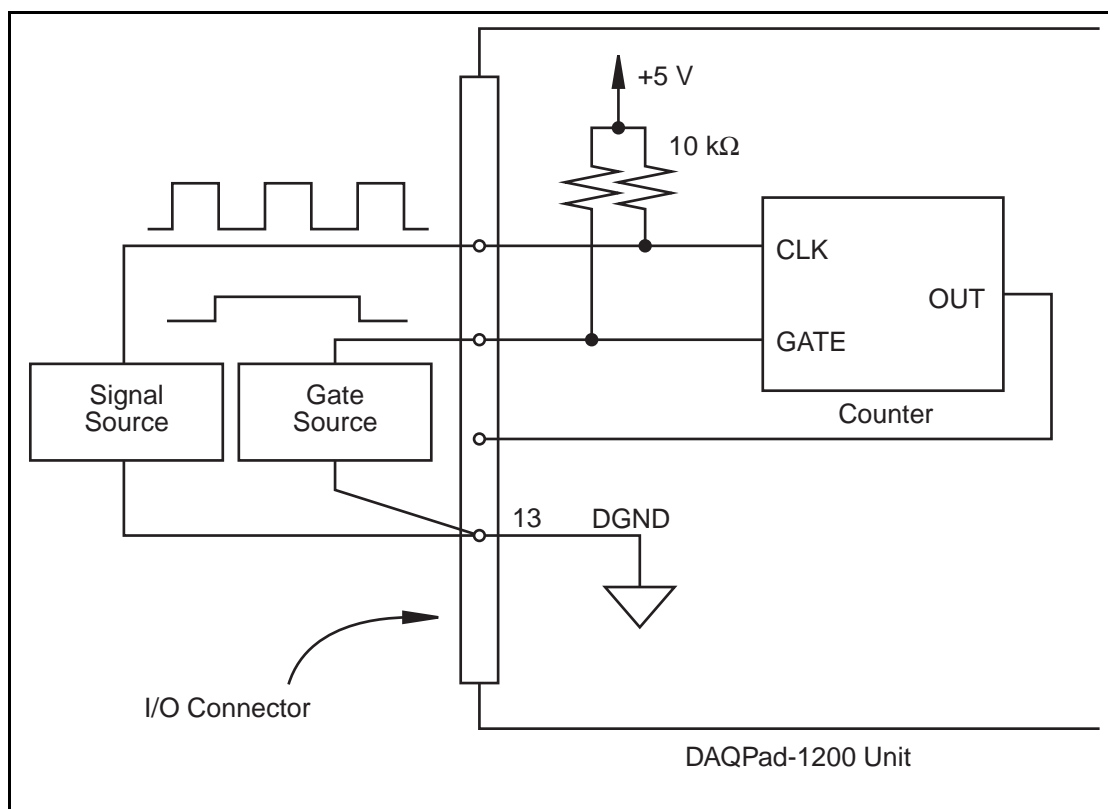 +5 V
10 kΩ
CLK
OUT
GATE
Signal
Source
Gate
Source
Counter
13
DGND
I/O Connector
DAQPad-1200 Unit